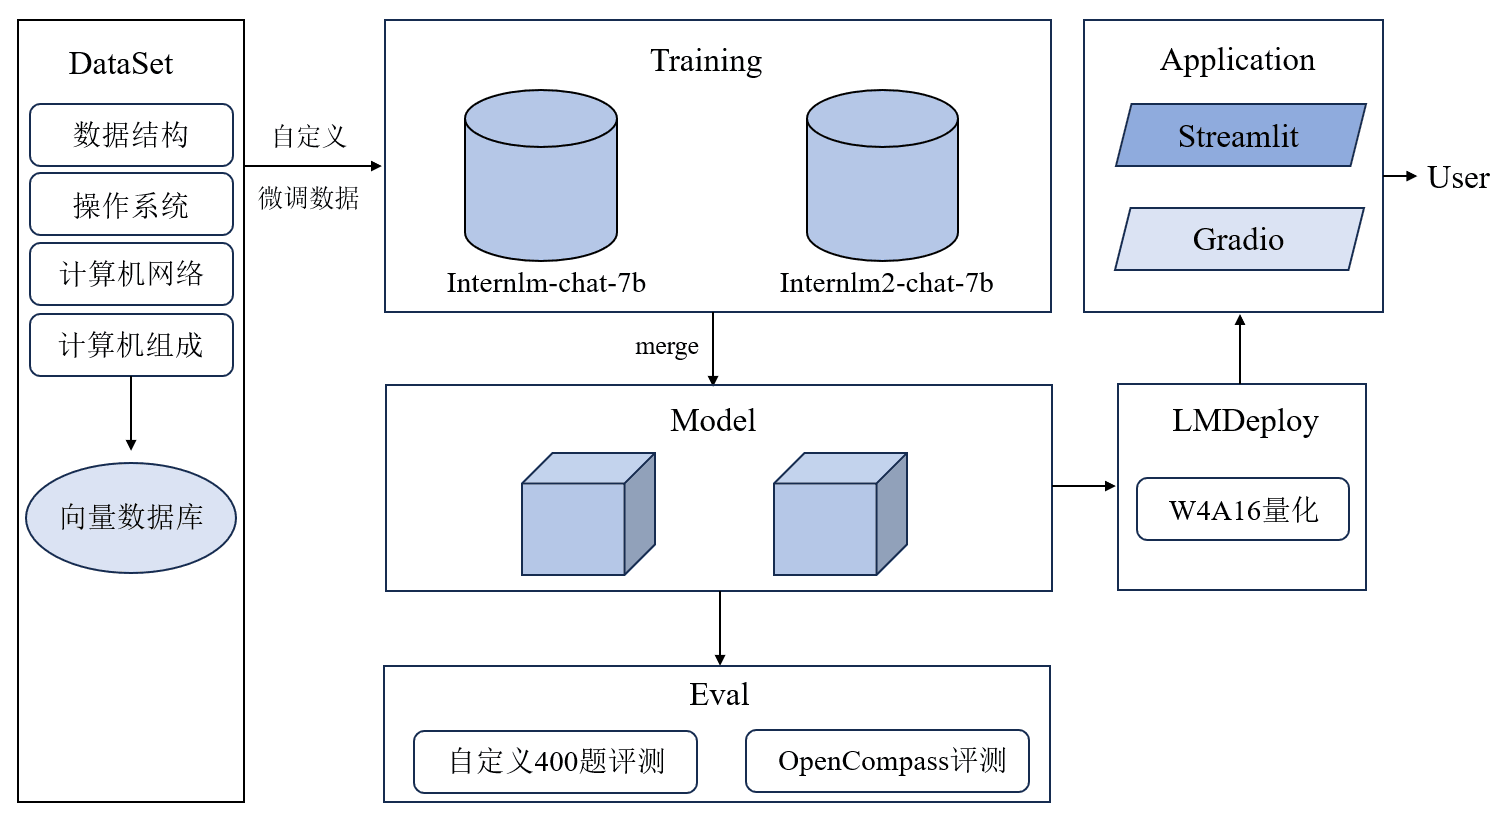 DataSet
数据结构
操作系统
计算机网络
计算机组成
向量数据库
自定义
微调数据
Training
Internlm-chat-7b
Internlm2-chat-7b
merge
Model
Eval
自定义400题评测
OpenCompass评测
LMDeploy
W4A16量化
Application
Streamlit
Gradio
User